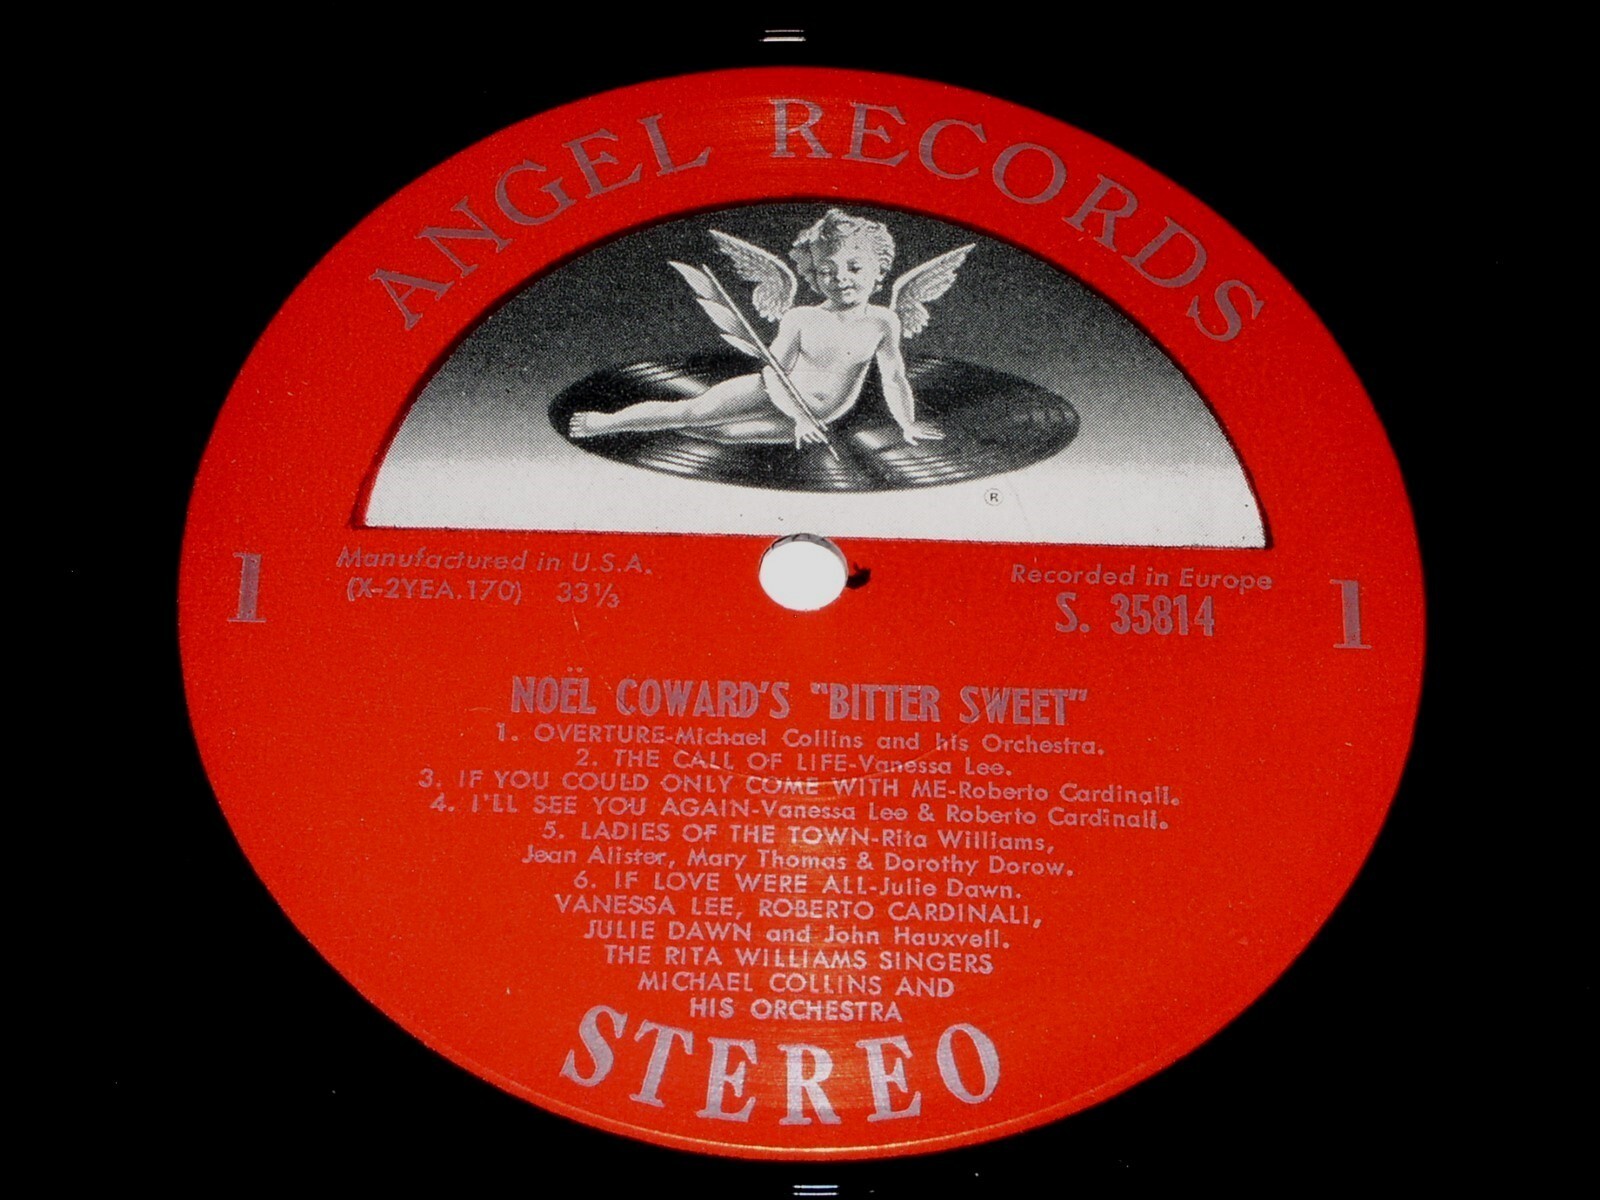 ANGEL RECORDS
®
1 Manufactured in U.S.A. Recorded in Europe 1
(X-2YEA.170) 33⅓ S. 35814
NOËL COWARD'S "BITTER SWEET"
1. OVERTURE-Michael Collins and his Orchestra.
2. THE CALL OF LIFE-Vanessa Lee.
3. IF YOU COULD ONLY COME WITH ME-Roberto Cardinali.
4. I'LL SEE YOU AGAIN-Vanessa Lee & Roberto Cardinali.
5. LADIES OF THE TOWN-Rita Williams,
Jean Alister, Mary Thomas & Dorothy Dorow.
6. IF LOVE WERE ALL-Julie Dawn.
VANESSA LEE, ROBERTO CARDINALI,
JULIE DAWN and John Hauxvell.
THE RITA WILLIAMS SINGERS
MICHAEL COLLINS AND
HIS ORCHESTRA
STEREO